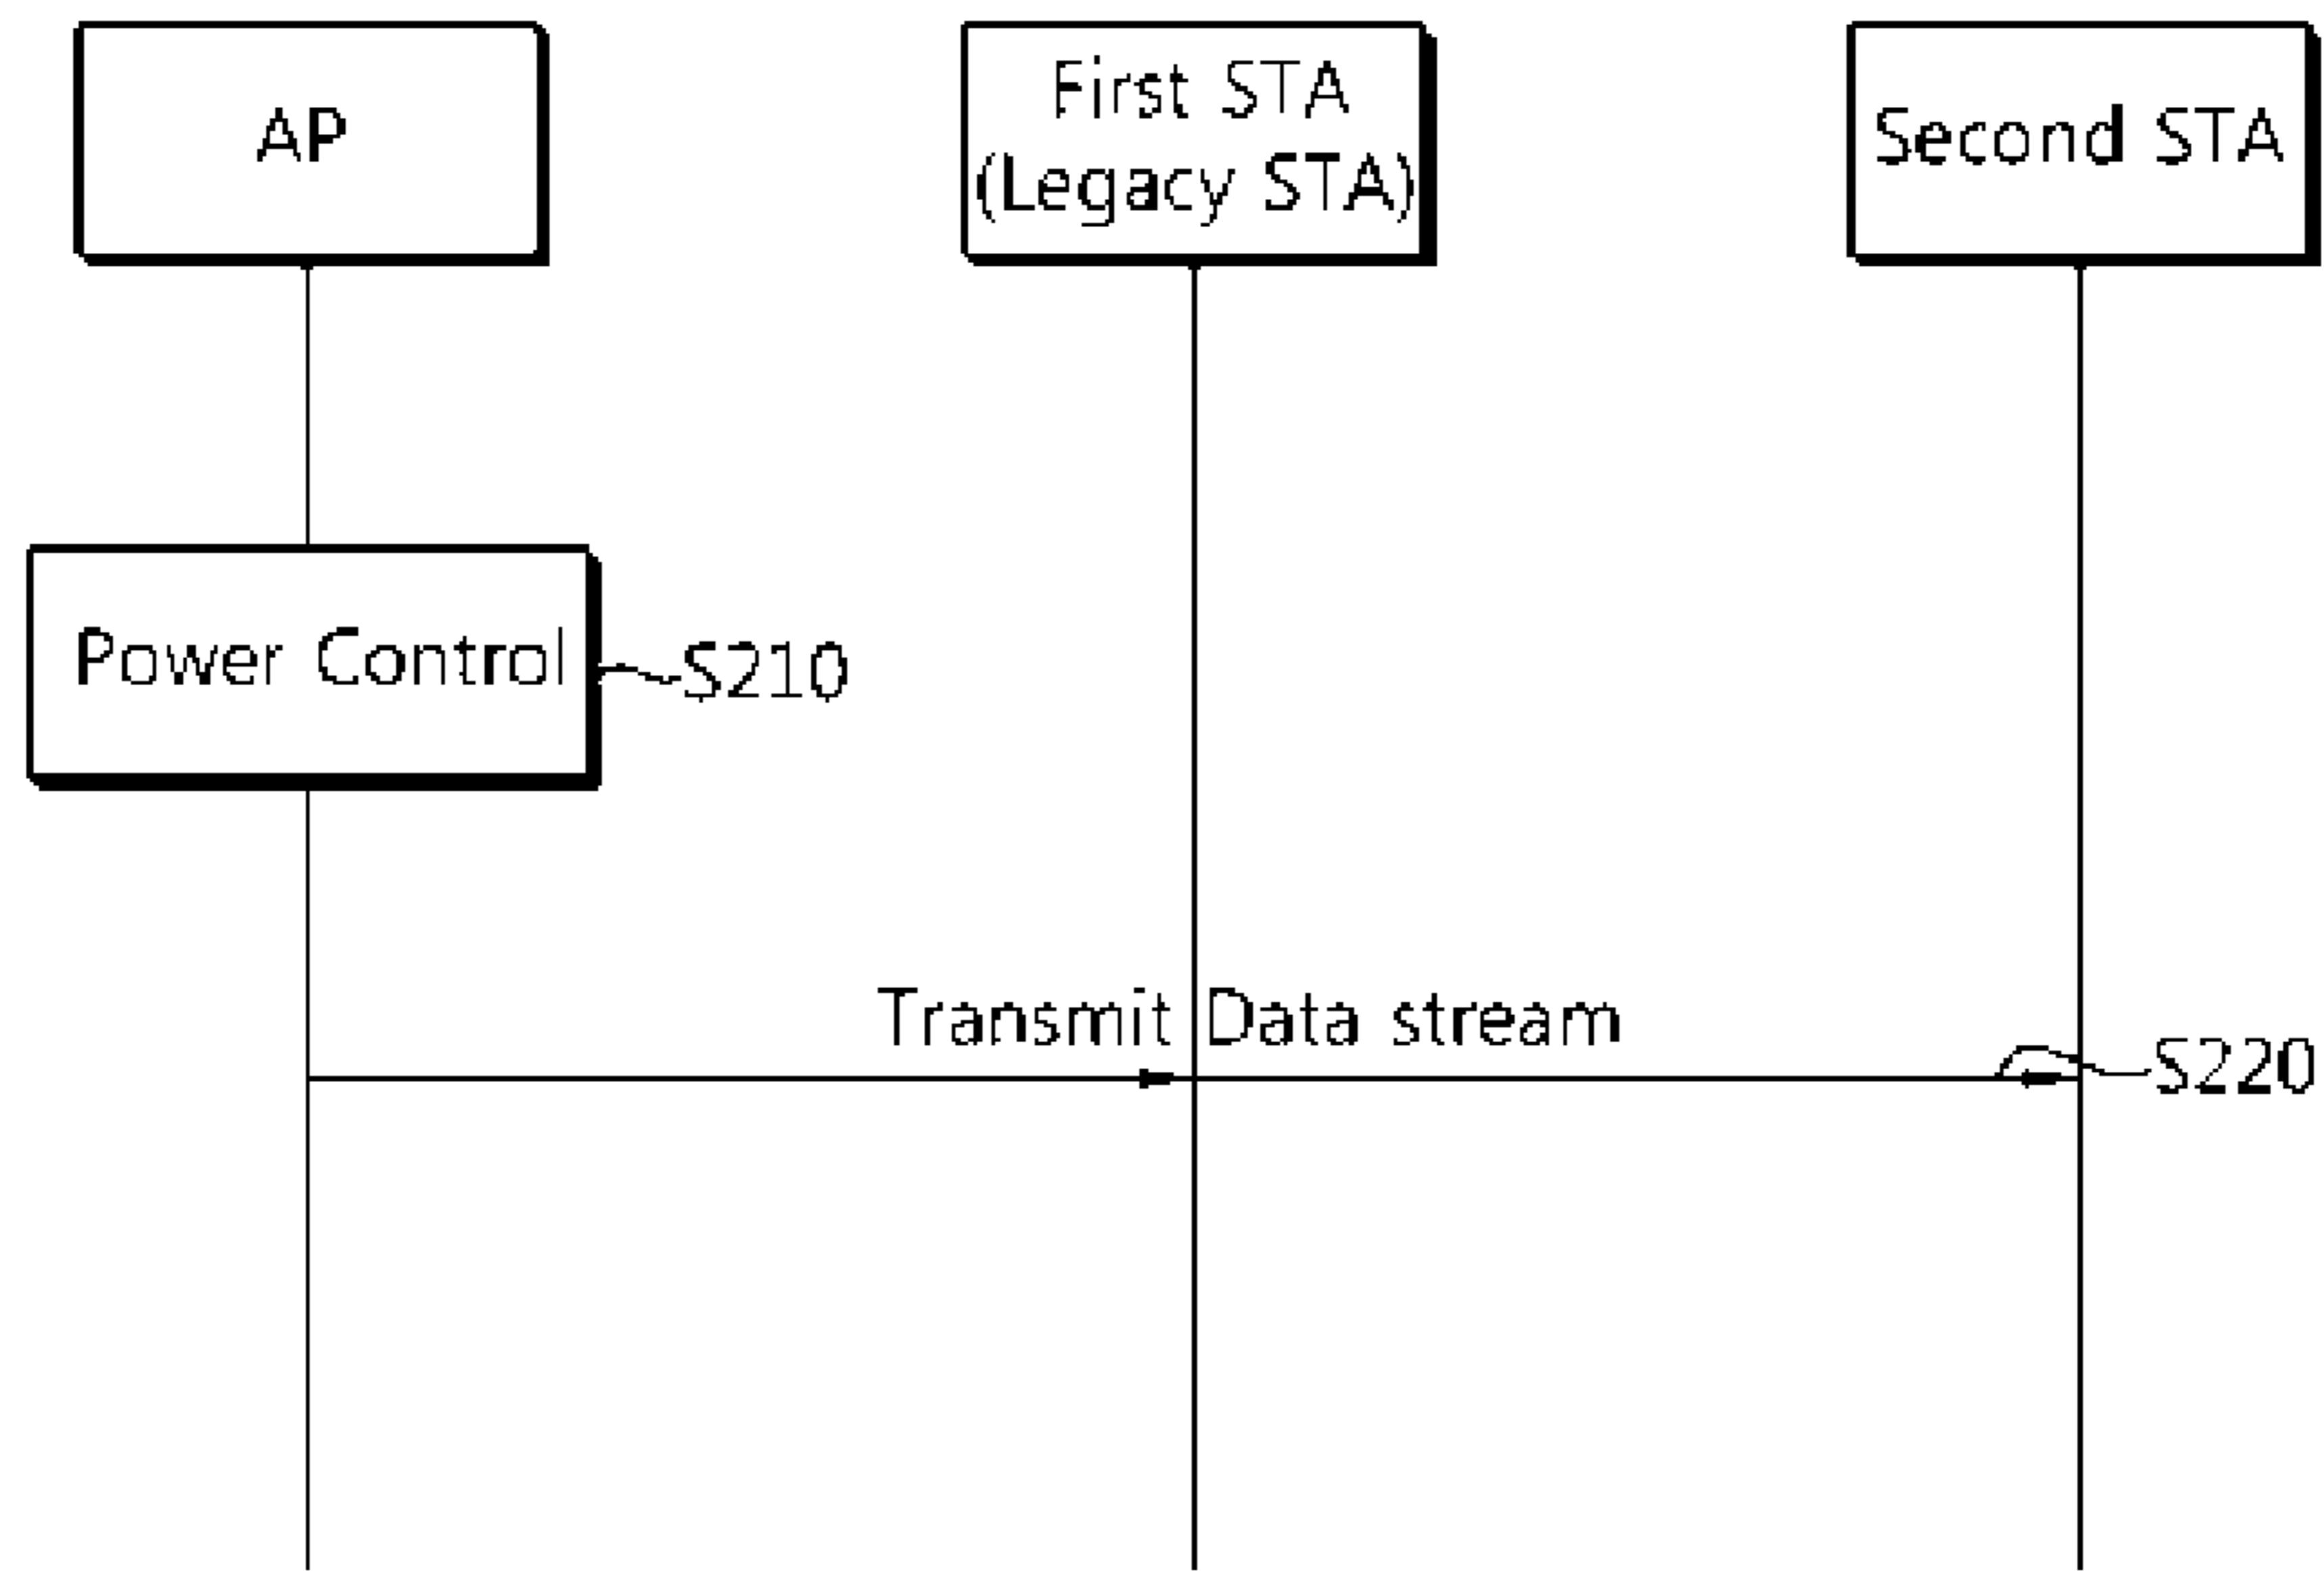 AP
First STA
(Legacy STA)
Second STA
Power Control
S210
Transmit Data stream
S220